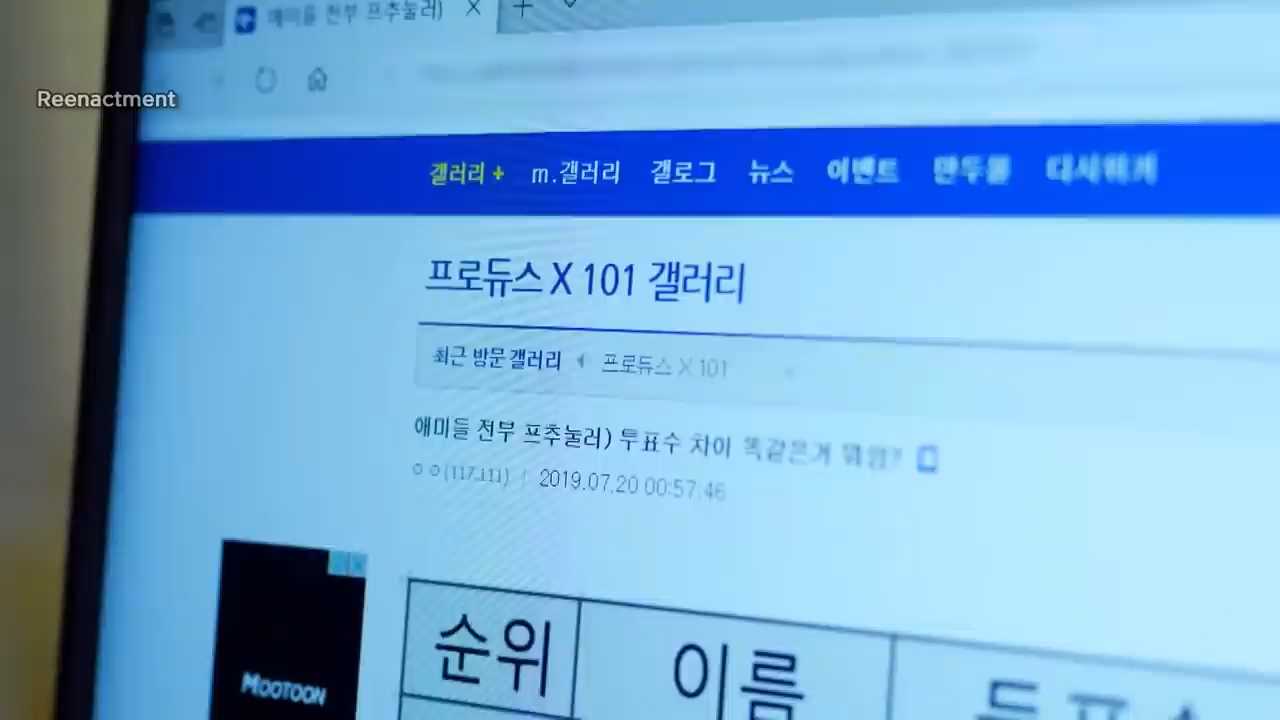 애미들 전부 프추눌러)
Reenactment
갤러리 + m.갤러리 갤로그 뉴스 이벤트 만두몰 디시위키
프로듀스 X 101 갤러리
최근 방문 갤러리 프로듀스 X 101
애미들 전부 프추눌러) 투표수 차이 똑같은거 뭐임?
ㅇㅇ(117.111) | 2019.07.20 00:57:46
순위 이름 득표수
MOOTOON